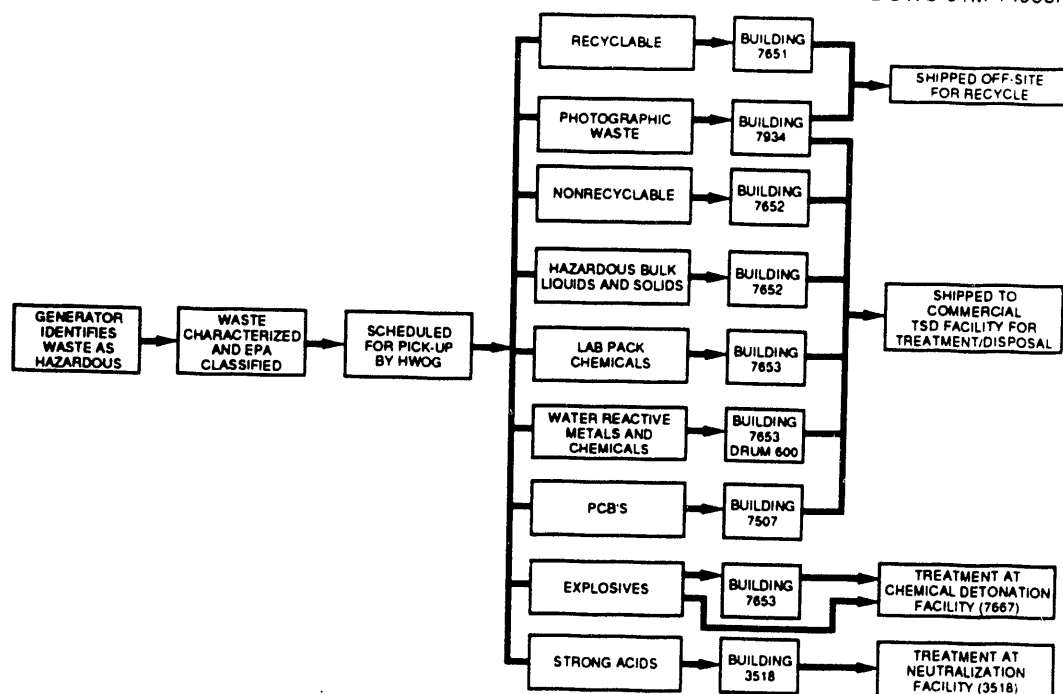 RECYCLABLE
BUILDING
7651
SHIPPED OFF-SITE
FOR RECYCLE
PHOTOGRAPHIC
WASTE
BUILDING
7934
NONRECYCLABLE
BUILDING
7652
HAZARDOUS BULK
LIQUIDS AND SOLIDS
BUILDING
7652
GENERATOR
IDENTIFIES
WASTE AS
HAZARDOUS
WASTE
CHARACTERIZED
AND EPA
CLASSIFIED
SCHEDULED
FOR PICK-UP
BY HWOG
SHIPPED TO
COMMERCIAL
TSD FACILITY FOR
TREATMENT/DISPOSAL
LAB PACK
CHEMICALS
BUILDING
7653
WATER REACTIVE
METALS AND
CHEMICALS
BUILDING
7653
DRUM 600
PCB'S
BUILDING
7507
EXPLOSIVES
BUILDING
7653
TREATMENT AT
CHEMICAL DETONATION
FACILITY (7667)
STRONG ACIDS
BUILDING
3518
TREATMENT AT
NEUTRALIZATION
FACILITY (3518)